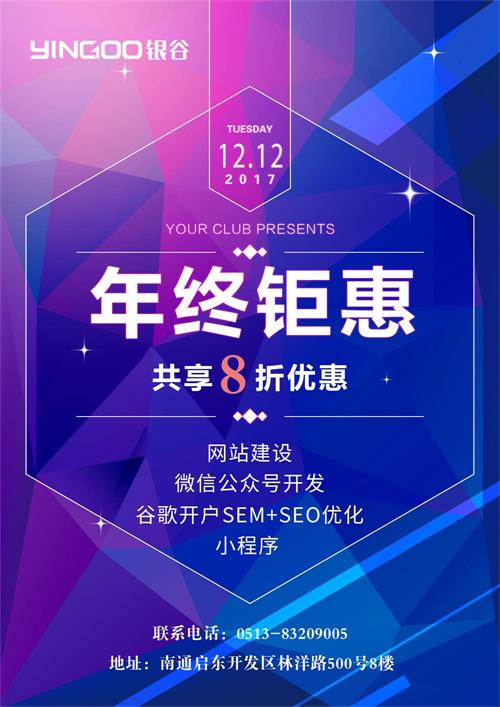 YINGOO银谷
TUESDAY
12.12
2017
YOUR CLUB PRESENTS
年终钜惠
共享8折优惠
网站建设
微信公众号开发
谷歌开户SEM+SEO优化
小程序
联系电话：0513-83209005
地址：南通启东开发区林洋路500号8楼